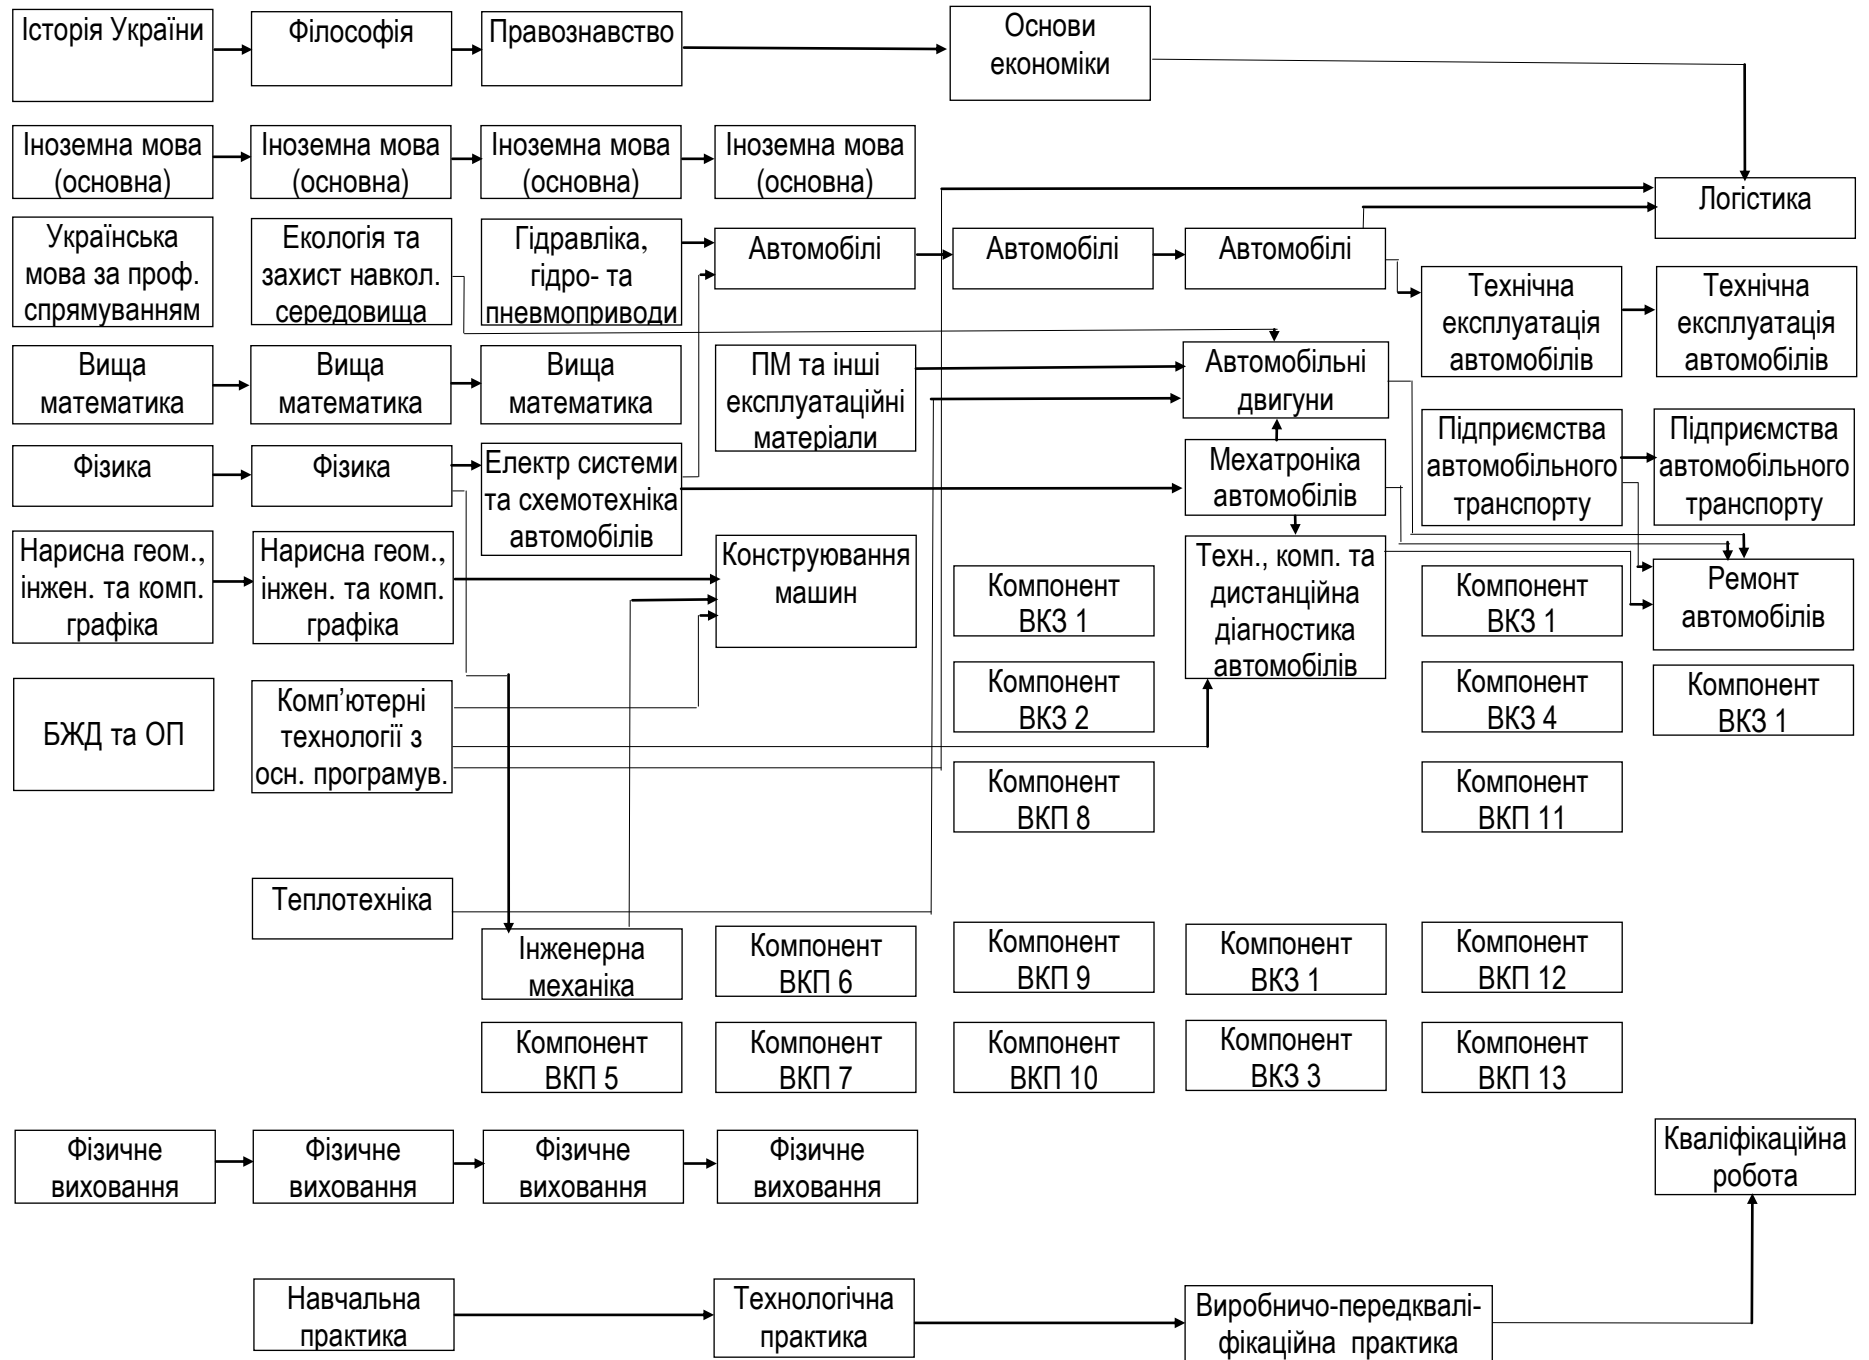 Історія України
Філософія
Правознавство
Основи
економіки
Іноземна мова
(основна)
Іноземна мова
(основна)
Іноземна мова
(основна)
Іноземна мова
(основна)
Логістика
Українська
мова за проф.
спрямуванням
Екологія та
захист навкол.
середовища
Гідравліка,
гідро- та
пневмоприводи
Автомобілі
Автомобілі
Автомобілі
Технічна
експлуатація
автомобілів
Технічна
експлуатація
автомобілів
Вища
математика
Вища
математика
Вища
математика
ПМ та інші
експлуатаційні
матеріали
Автомобільні
двигуни
Підприємства
автомобільного
транспорту
Підприємства
автомобільного
транспорту
Фізика
Фізика
Електр системи
та схемотехніка
автомобілів
Мехатроніка
автомобілів
Нарисна геом.,
інжен. та комп.
графіка
Нарисна геом.,
інжен. та комп.
графіка
Конструювання
машин
Компонент
ВКЗ 1
Техн., комп. та
дистанційна
діагностика
автомобілів
Компонент
ВКЗ 1
Ремонт
автомобілів
БЖД та ОП
Комп’ютерні
технології з
осн. програмув.
Компонент
ВКЗ 2
Компонент
ВКЗ 4
Компонент
ВКЗ 1
Компонент
ВКП 8
Компонент
ВКП 11
Теплотехніка
Інженерна
механіка
Компонент
ВКП 6
Компонент
ВКП 9
Компонент
ВКЗ 1
Компонент
ВКП 12
Компонент
ВКП 5
Компонент
ВКП 7
Компонент
ВКП 10
Компонент
ВКЗ 3
Компонент
ВКП 13
Фізичне
виховання
Фізичне
виховання
Фізичне
виховання
Фізичне
виховання
Кваліфікаційна
робота
Навчальна
практика
Технологічна
практика
Виробничо-передквалі-
фікаційна практика